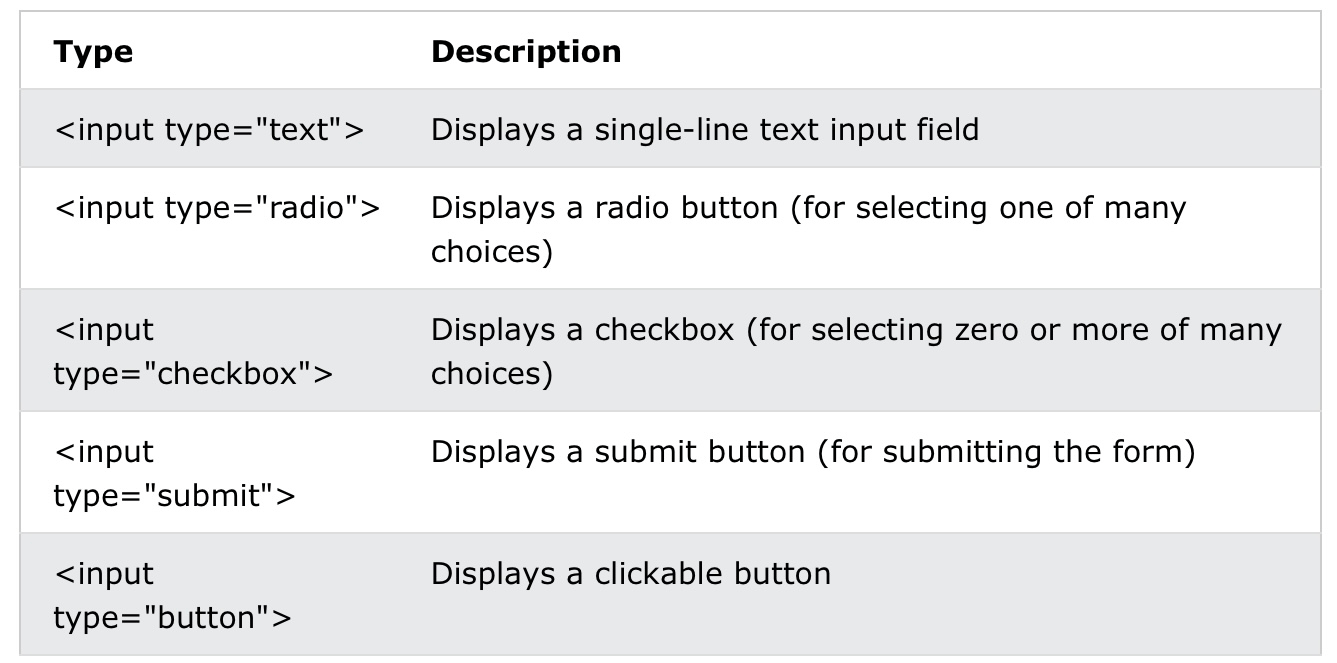 Type Description
<input type="text"> Displays a single-line text input field
<input type="radio"> Displays a radio button (for selecting one of many
choices)
<input Displays a checkbox (for selecting zero or more of many
type="checkbox"> choices)
<input Displays a submit button (for submitting the form)
type="submit">
<input Displays a clickable button
type="button">